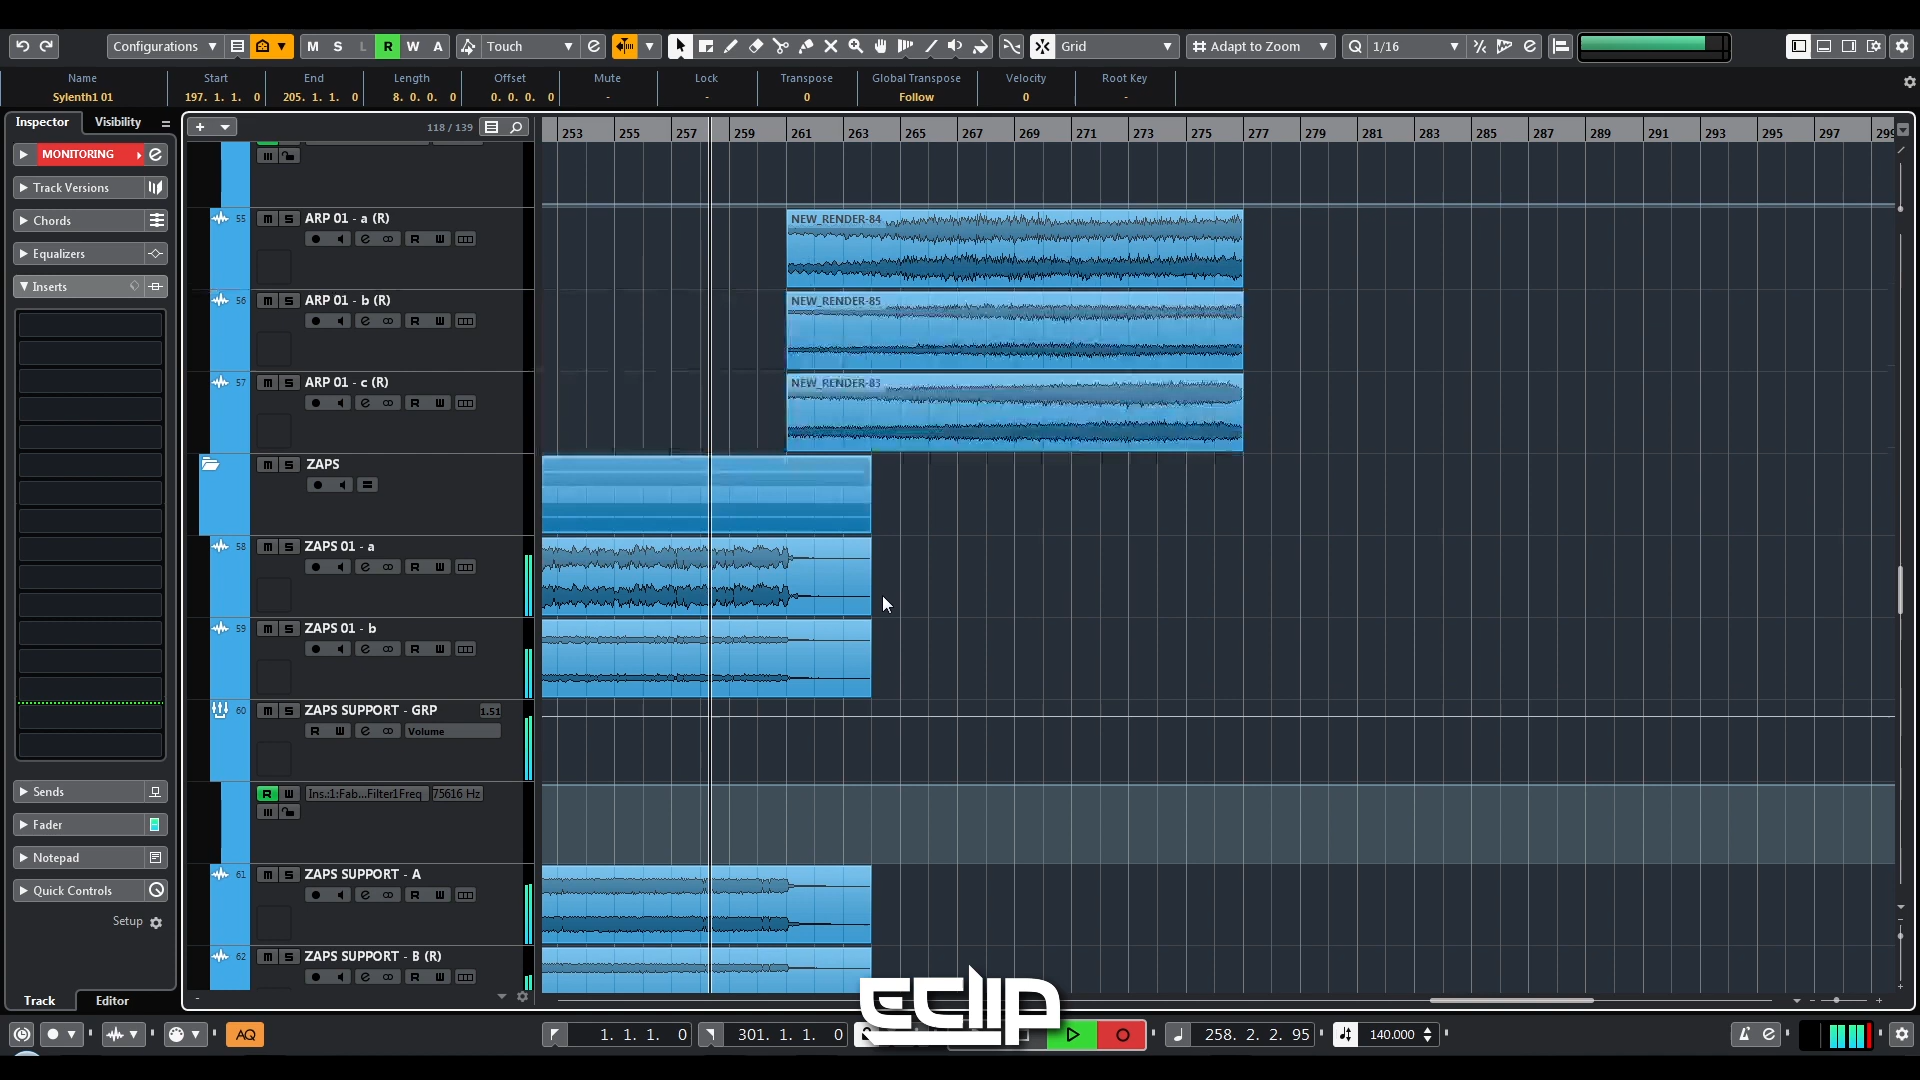 Configurations M S L R W A Touch Grid Adapt to Zoom 1/16
Name Start End Length Offset Mute Lock Transpose Global Transpose Velocity Root Key
Sylenth1 01 197. 1. 1. 0 205. 1. 1. 0 8. 0. 0. 0 0. 0. 0. 0 - - 0 Follow 0 -
Inspector Visibility
118 / 139
253 255 257 259 261 263 265 267 269 271 273 275 277 279 281 283 285 287 289 291 293 295 297 299
MONITORING
Track Versions
Chords
Equalizers
Inserts
Sends
Fader
Notepad
Quick Controls
Setup
Track Editor
55 M S ARP 01 - a (R)
R W
NEW_RENDER-84
56 M S ARP 01 - b (R)
R W
NEW_RENDER-85
57 M S ARP 01 - c (R)
R W
NEW_RENDER-83
M S ZAPS
58 M S ZAPS 01 - a
R W
59 M S ZAPS 01 - b
R W
60 M S ZAPS SUPPORT - GRP 1.51
R W Volume
R W Ins.:1:Fab...Filter1Freq 75616 Hz
61 M S ZAPS SUPPORT - A
R W
62 M S ZAPS SUPPORT - B (R)
R W
ECLIP
AQ 1. 1. 1. 0 301. 1. 1. 0 258. 2. 2. 95 140.000